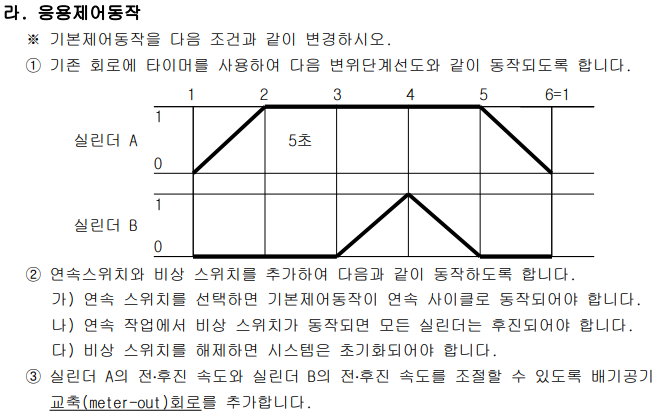 라. 응용제어동작
※ 기본제어동작을 다음 조건과 같이 변경하시오.
① 기존 회로에 타이머를 사용하여 다음 변위단계선도와 같이 동작되도록 합니다.
1 2 3 4 5 6=1
1
실린더 A 5초
0
1
실린더 B
0
② 연속스위치와 비상 스위치를 추가하여 다음과 같이 동작하도록 합니다.
가) 연속 스위치를 선택하면 기본제어동작이 연속 사이클로 동작되어야 합니다.
나) 연속 작업에서 비상 스위치가 동작되면 모든 실린더는 후진되어야 합니다.
다) 비상 스위치를 해제하면 시스템은 초기화되어야 합니다.
③ 실린더 A의 전·후진 속도와 실린더 B의 전·후진 속도를 조절할 수 있도록 배기공기
교축(meter-out)회로를 추가합니다.